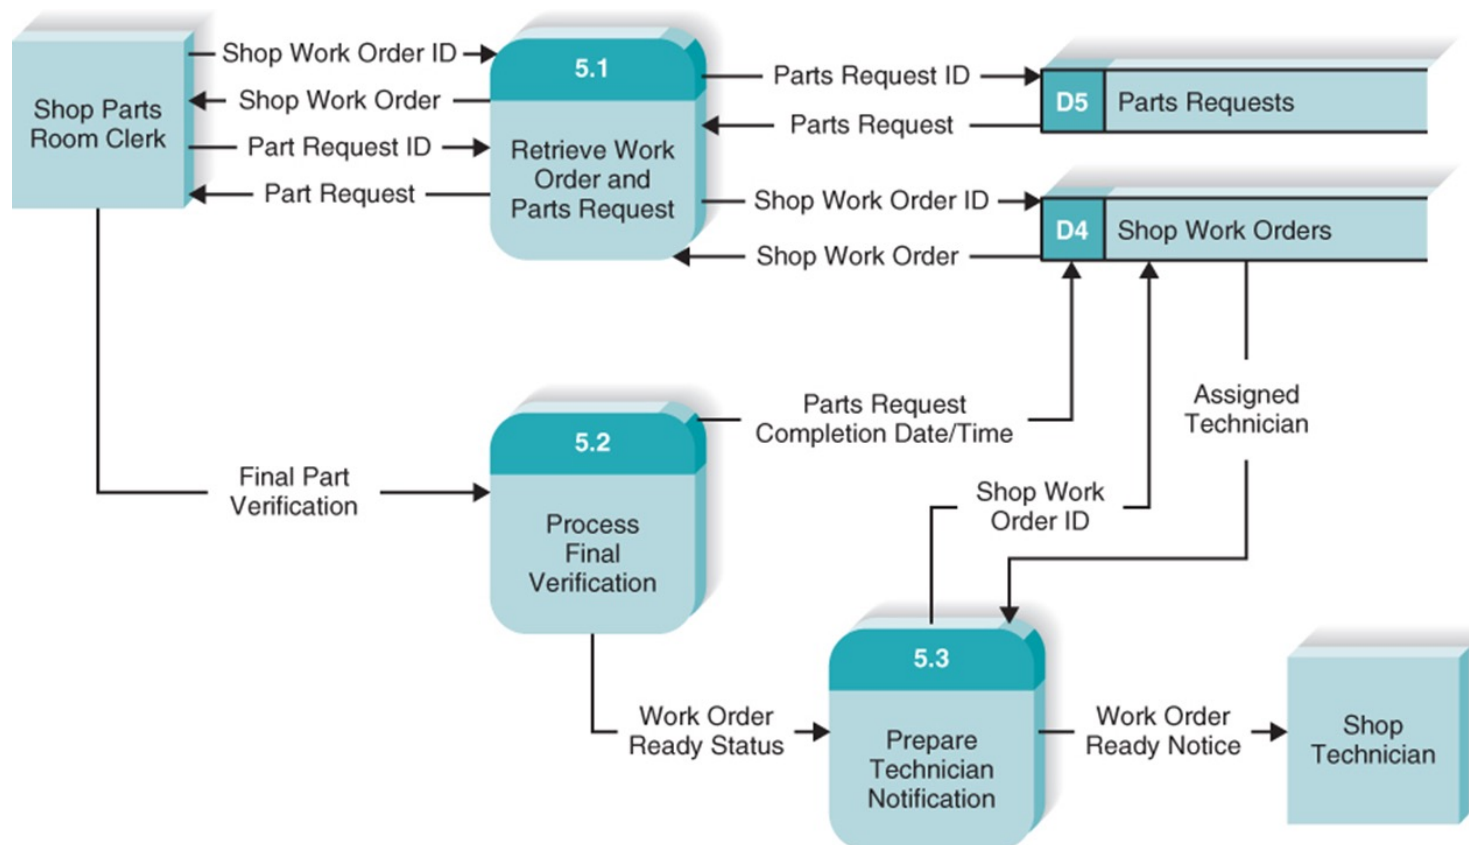 Shop Parts
Room Clerk
Shop Work Order ID
Shop Work Order
Part Request ID
Part Request
5.1
Retrieve Work
Order and
Parts Request
Parts Request ID
Parts Request
Shop Work Order ID
Shop Work Order
D5
Parts Requests
D4
Shop Work Orders
Final Part
Verification
5.2
Process
Final
Verification
Parts Request
Completion Date/Time
Assigned
Technician
Shop Work
Order ID
Work Order
Ready Status
5.3
Prepare
Technician
Notification
Work Order
Ready Notice
Shop
Technician